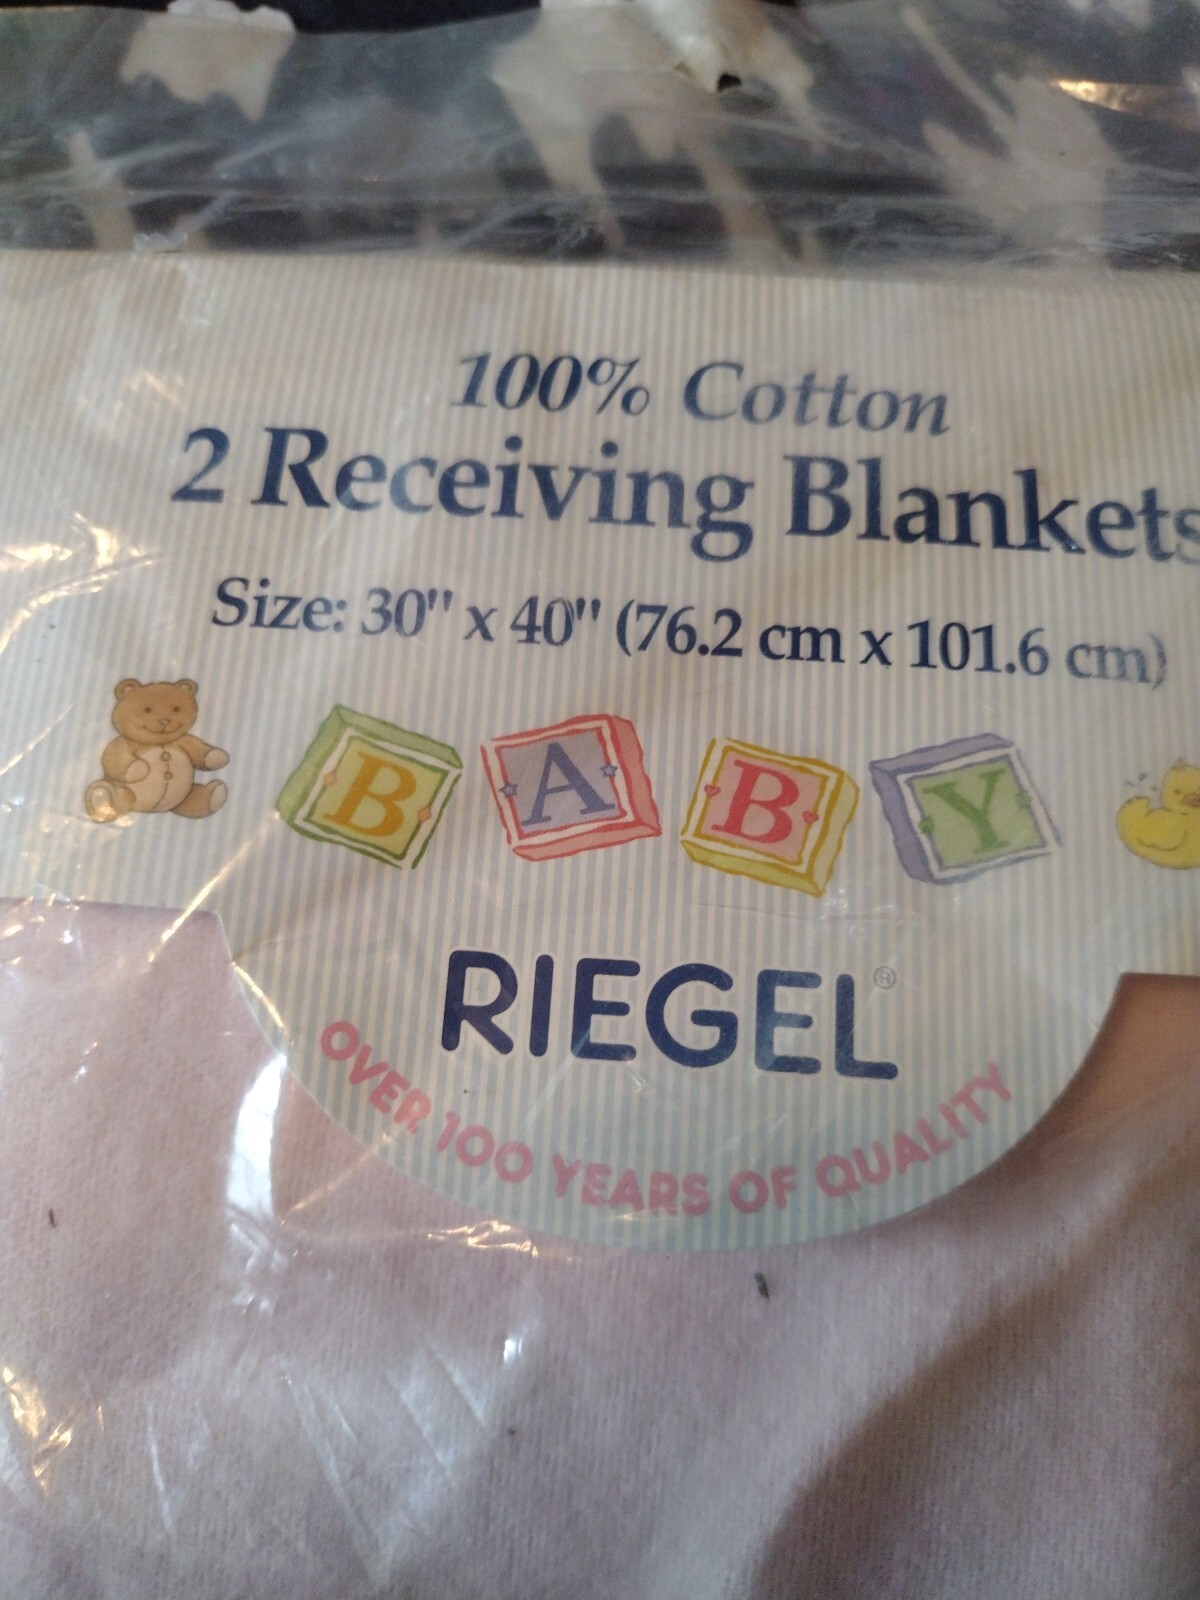 100% Cotton
2 Receiving Blankets
Size: 30" x 40" (76.2 cm x 101.6 cm)
B A B Y
RIEGEL®
OVER 100 YEARS OF QUALITY